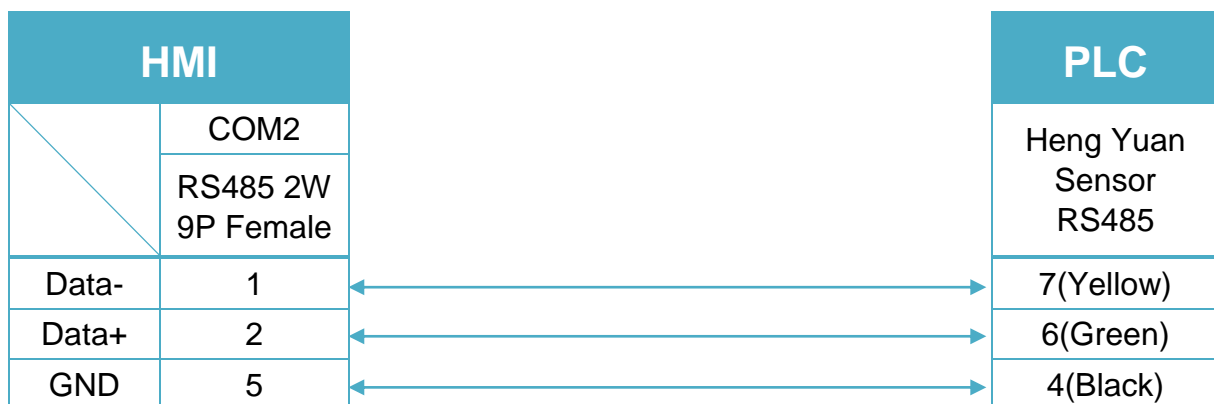 HMI
PLC
COM2
RS485 2W
9P Female
Heng Yuan
Sensor
RS485
Data- 1 7(Yellow)
Data+ 2 6(Green)
GND 5 4(Black)